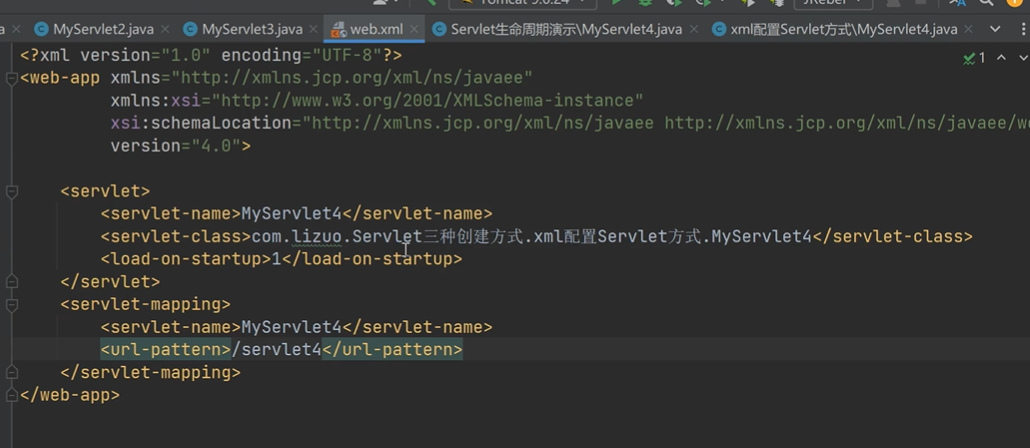 MyServlet2.java
MyServlet3.java
web.xml
Servlet生命周期演示\MyServlet4.java
xml配置Servlet方式\MyServlet4.java
<?xml version="1.0" encoding="UTF-8"?>
1
<web-app xmlns="http://xmlns.jcp.org/xml/ns/javaee"
xmlns:xsi="http://www.w3.org/2001/XMLSchema-instance"
xsi:schemaLocation="http://xmlns.jcp.org/xml/ns/javaee http://xmlns.jcp.org/xml/ns/javaee/we
version="4.0">
<servlet>
<servlet-name>MyServlet4</servlet-name>
<servlet-class>com.lizuo.Servlet三种创建方式.xml配置Servlet方式.MyServlet4</servlet-class>
<load-on-startup>1</load-on-startup>
</servlet>
<servlet-mapping>
<servlet-name>MyServlet4</servlet-name>
<url-pattern>/servlet4</url-pattern>
</servlet-mapping>
</web-app>